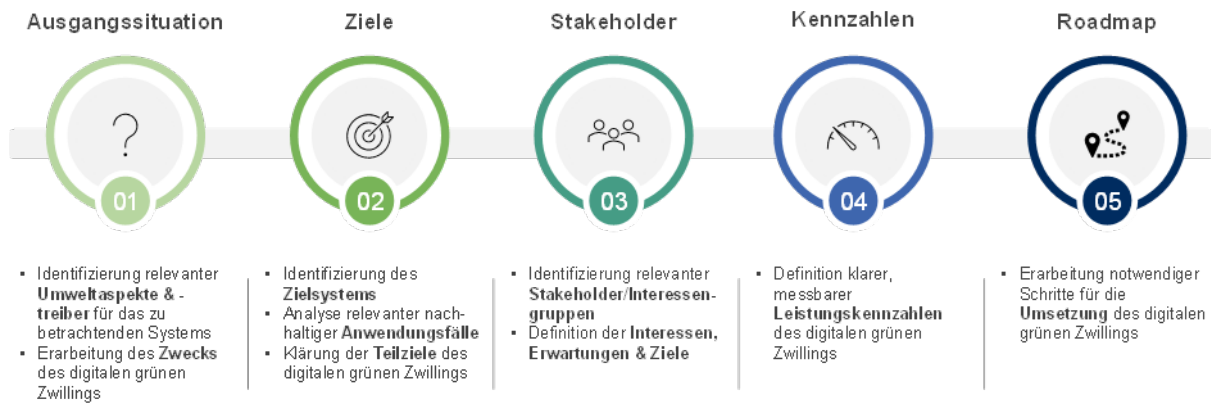 Ausgangssituation
Ziele
Stakeholder
Kennzahlen
Roadmap
01
02
03
04
05
▪ Identifizierung relevanter
Umweltaspekte & -
treiber für das zu
betrachtenden Systems
▪ Erarbeitung des Zwecks
des digitalen grünen
Zwillings
▪ Identifizierung des
Zielsystems
▪ Analyse relevanter nach-
haltiger Anwendungsfälle
▪ Klärung der Teilziele des
digitalen grünen Zwillings
▪ Identifizierung relevanter
Stakeholder/Interessen-
gruppen
▪ Definition der Interessen,
Erwartungen & Ziele
▪ Definition klarer,
messbarer
Leistungskennzahlen
des digitalen grünen
Zwillings
▪ Erarbeitung notwendiger
Schritte für die
Umsetzung des digitalen
grünen Zwillings